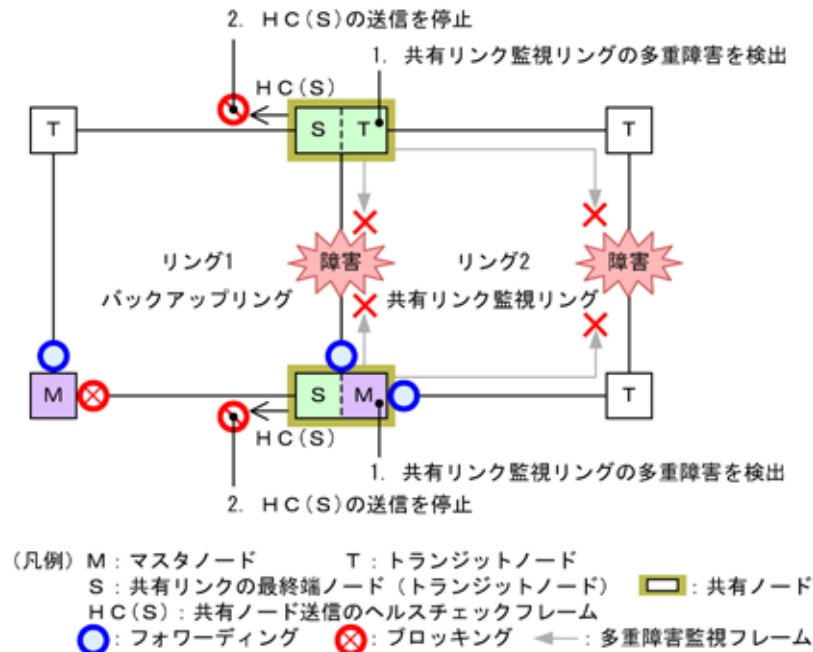 2. ＨＣ(Ｓ)の送信を停止
1. 共有リンク監視リングの多重障害を検出
ＨＣ(Ｓ)
T
S
T
T
リング1
バックアップリング
障害
リング2
共有リンク監視リング
障害
M
S
M
T
ＨＣ(Ｓ)
1. 共有リンク監視リングの多重障害を検出
2. ＨＣ(Ｓ)の送信を停止
(凡例) Ｍ：マスタノード Ｔ：トランジットノード
Ｓ：共有リンクの最終端ノード（トランジットノード） ：共有ノード
ＨＣ(Ｓ)：共有ノード送信のヘルスチェックフレーム
：フォワーディング ：ブロッキング ：多重障害監視フレーム